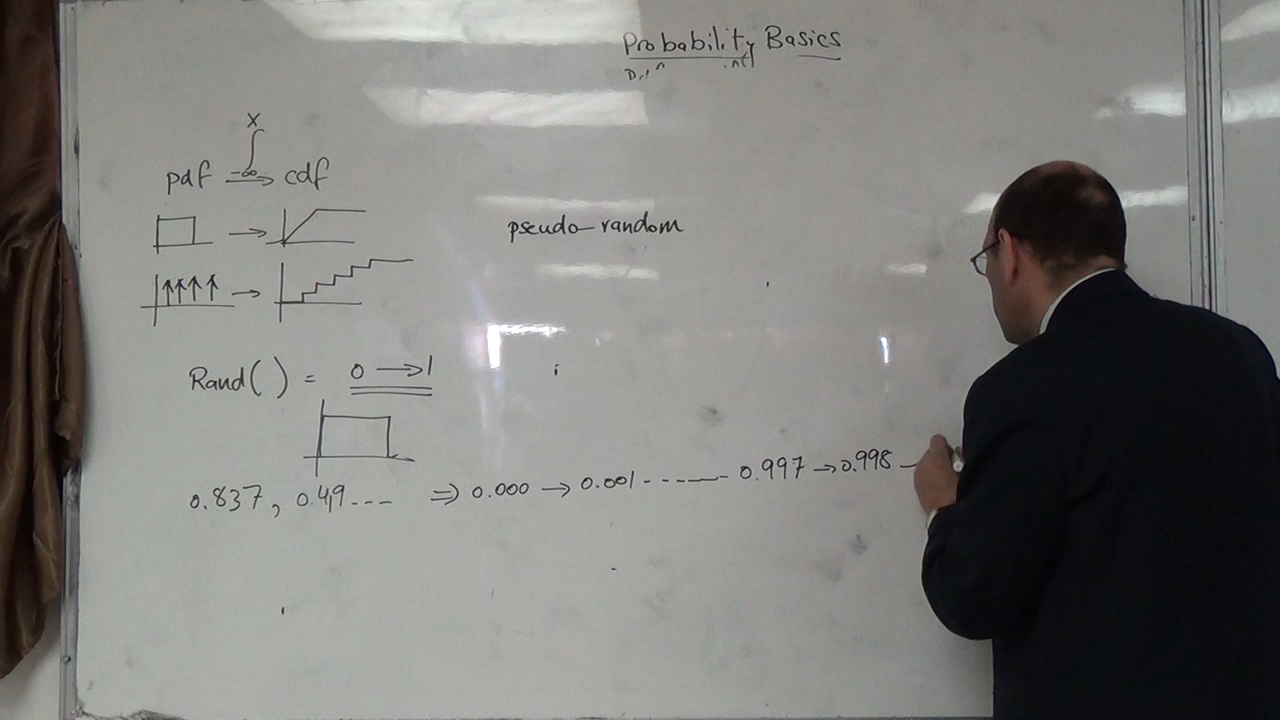 Probability Basics
x
∫
-∞
pdf ⟹ cdf
pseudo-random
Rand( ) = 0 → 1
0.837, 0.49--- ⇒ 0.000 → 0.001 ------- 0.997 → 0.998